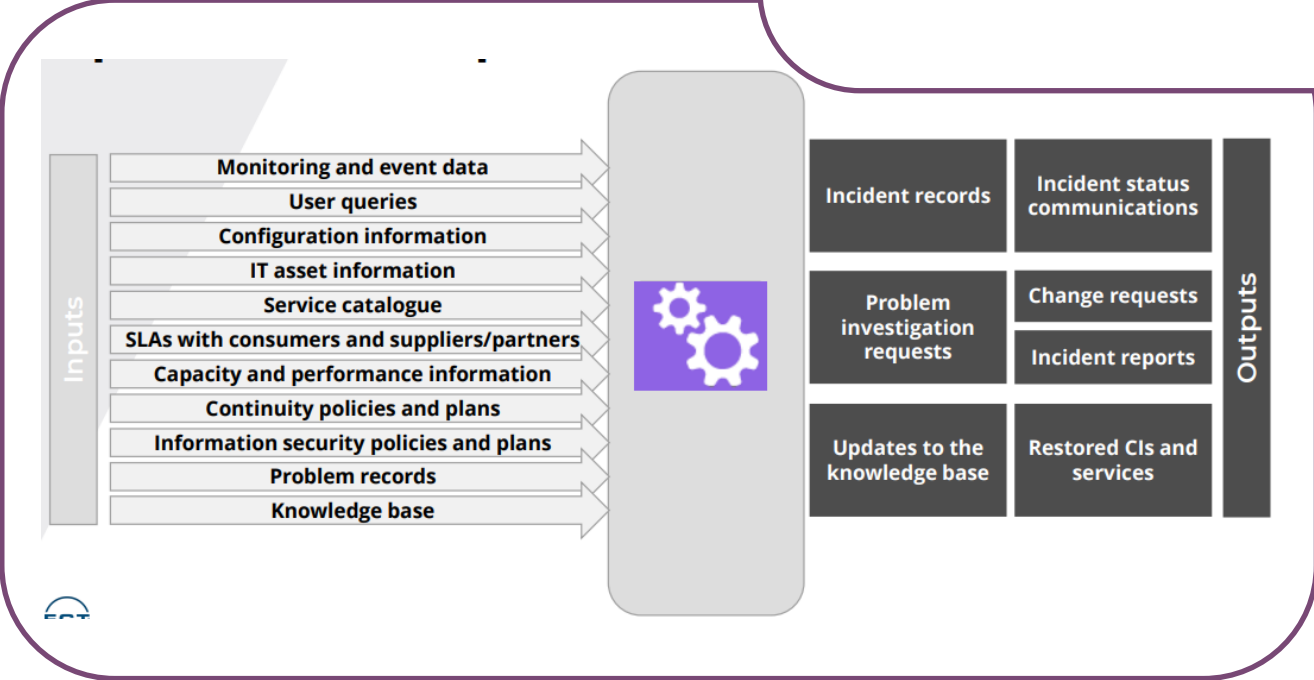 Inputs
Monitoring and event data
User queries
Configuration information
IT asset information
Service catalogue
SLAs with consumers and suppliers/partners
Capacity and performance information
Continuity policies and plans
Information security policies and plans
Problem records
Knowledge base
Incident records
Incident status
communications
Problem
investigation
requests
Change requests
Incident reports
Updates to the
knowledge base
Restored CIs and
services
Outputs